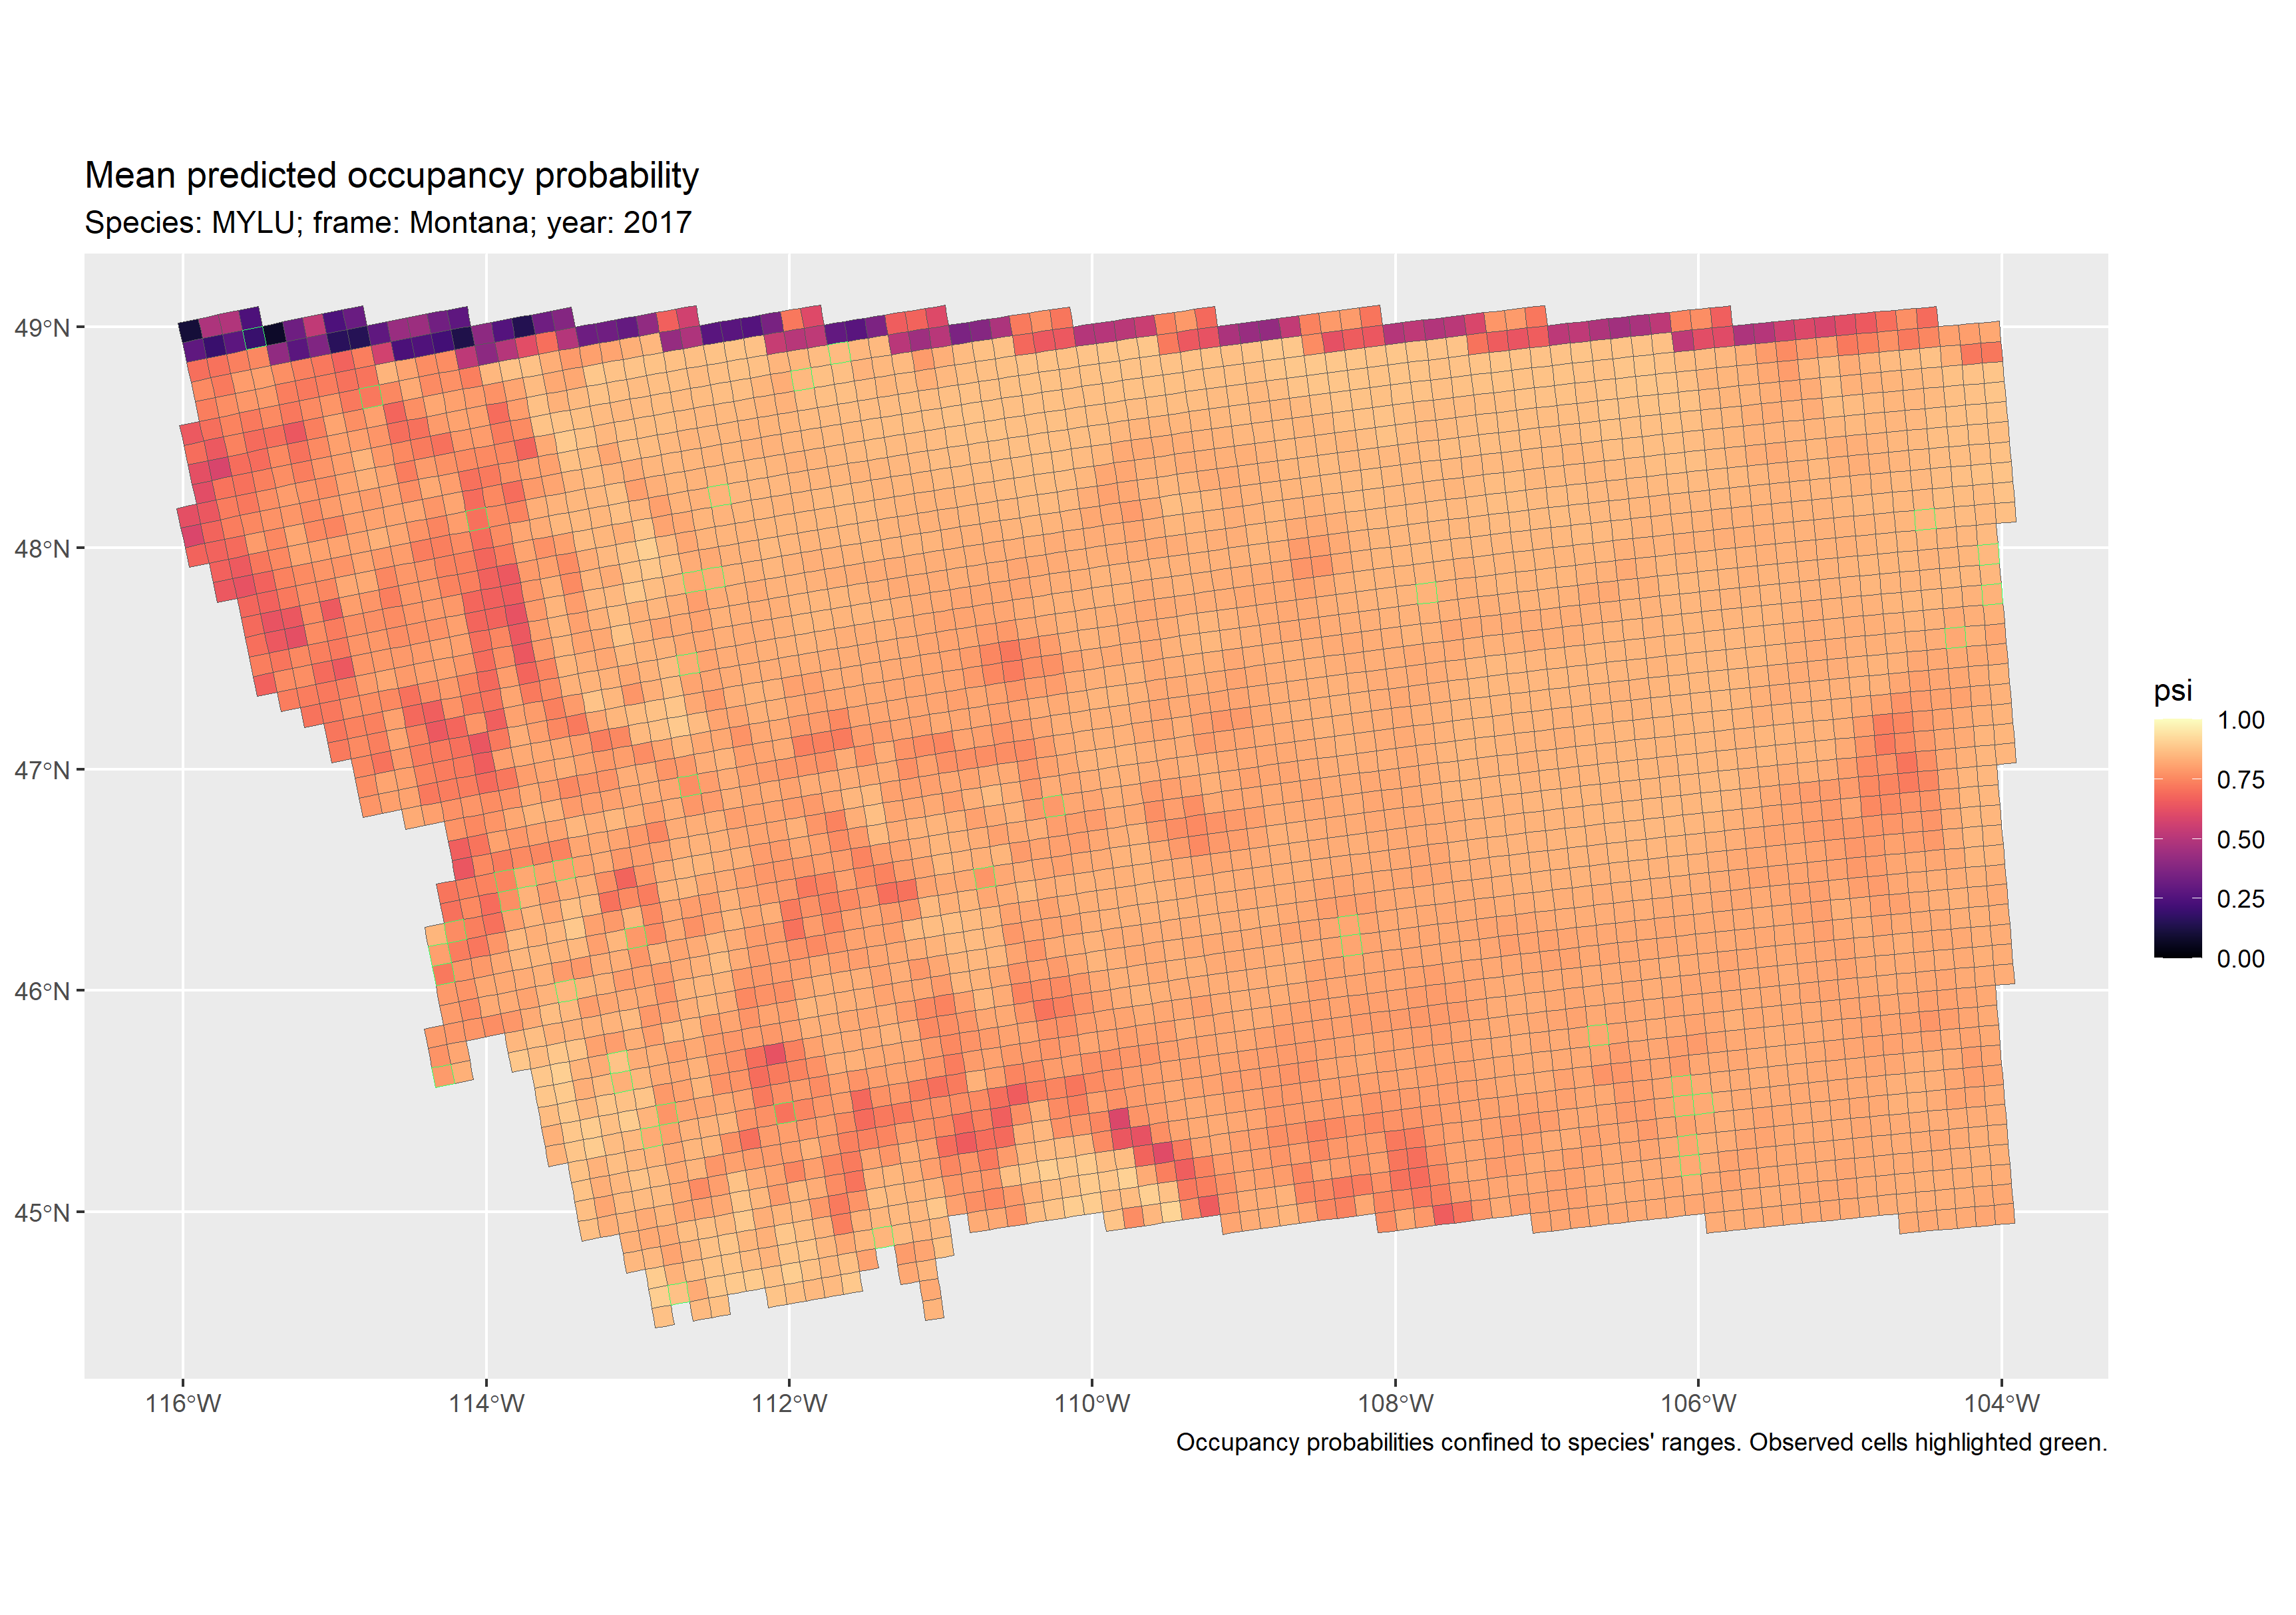 Mean predicted occupancy probability
Species: MYLU; frame: Montana; year: 2017
49°N
48°N
47°N
46°N
45°N
116°W
114°W
112°W
110°W
108°W
106°W
104°W
psi
1.00
0.75
0.50
0.25
0.00
Occupancy probabilities confined to species' ranges. Observed cells highlighted green.